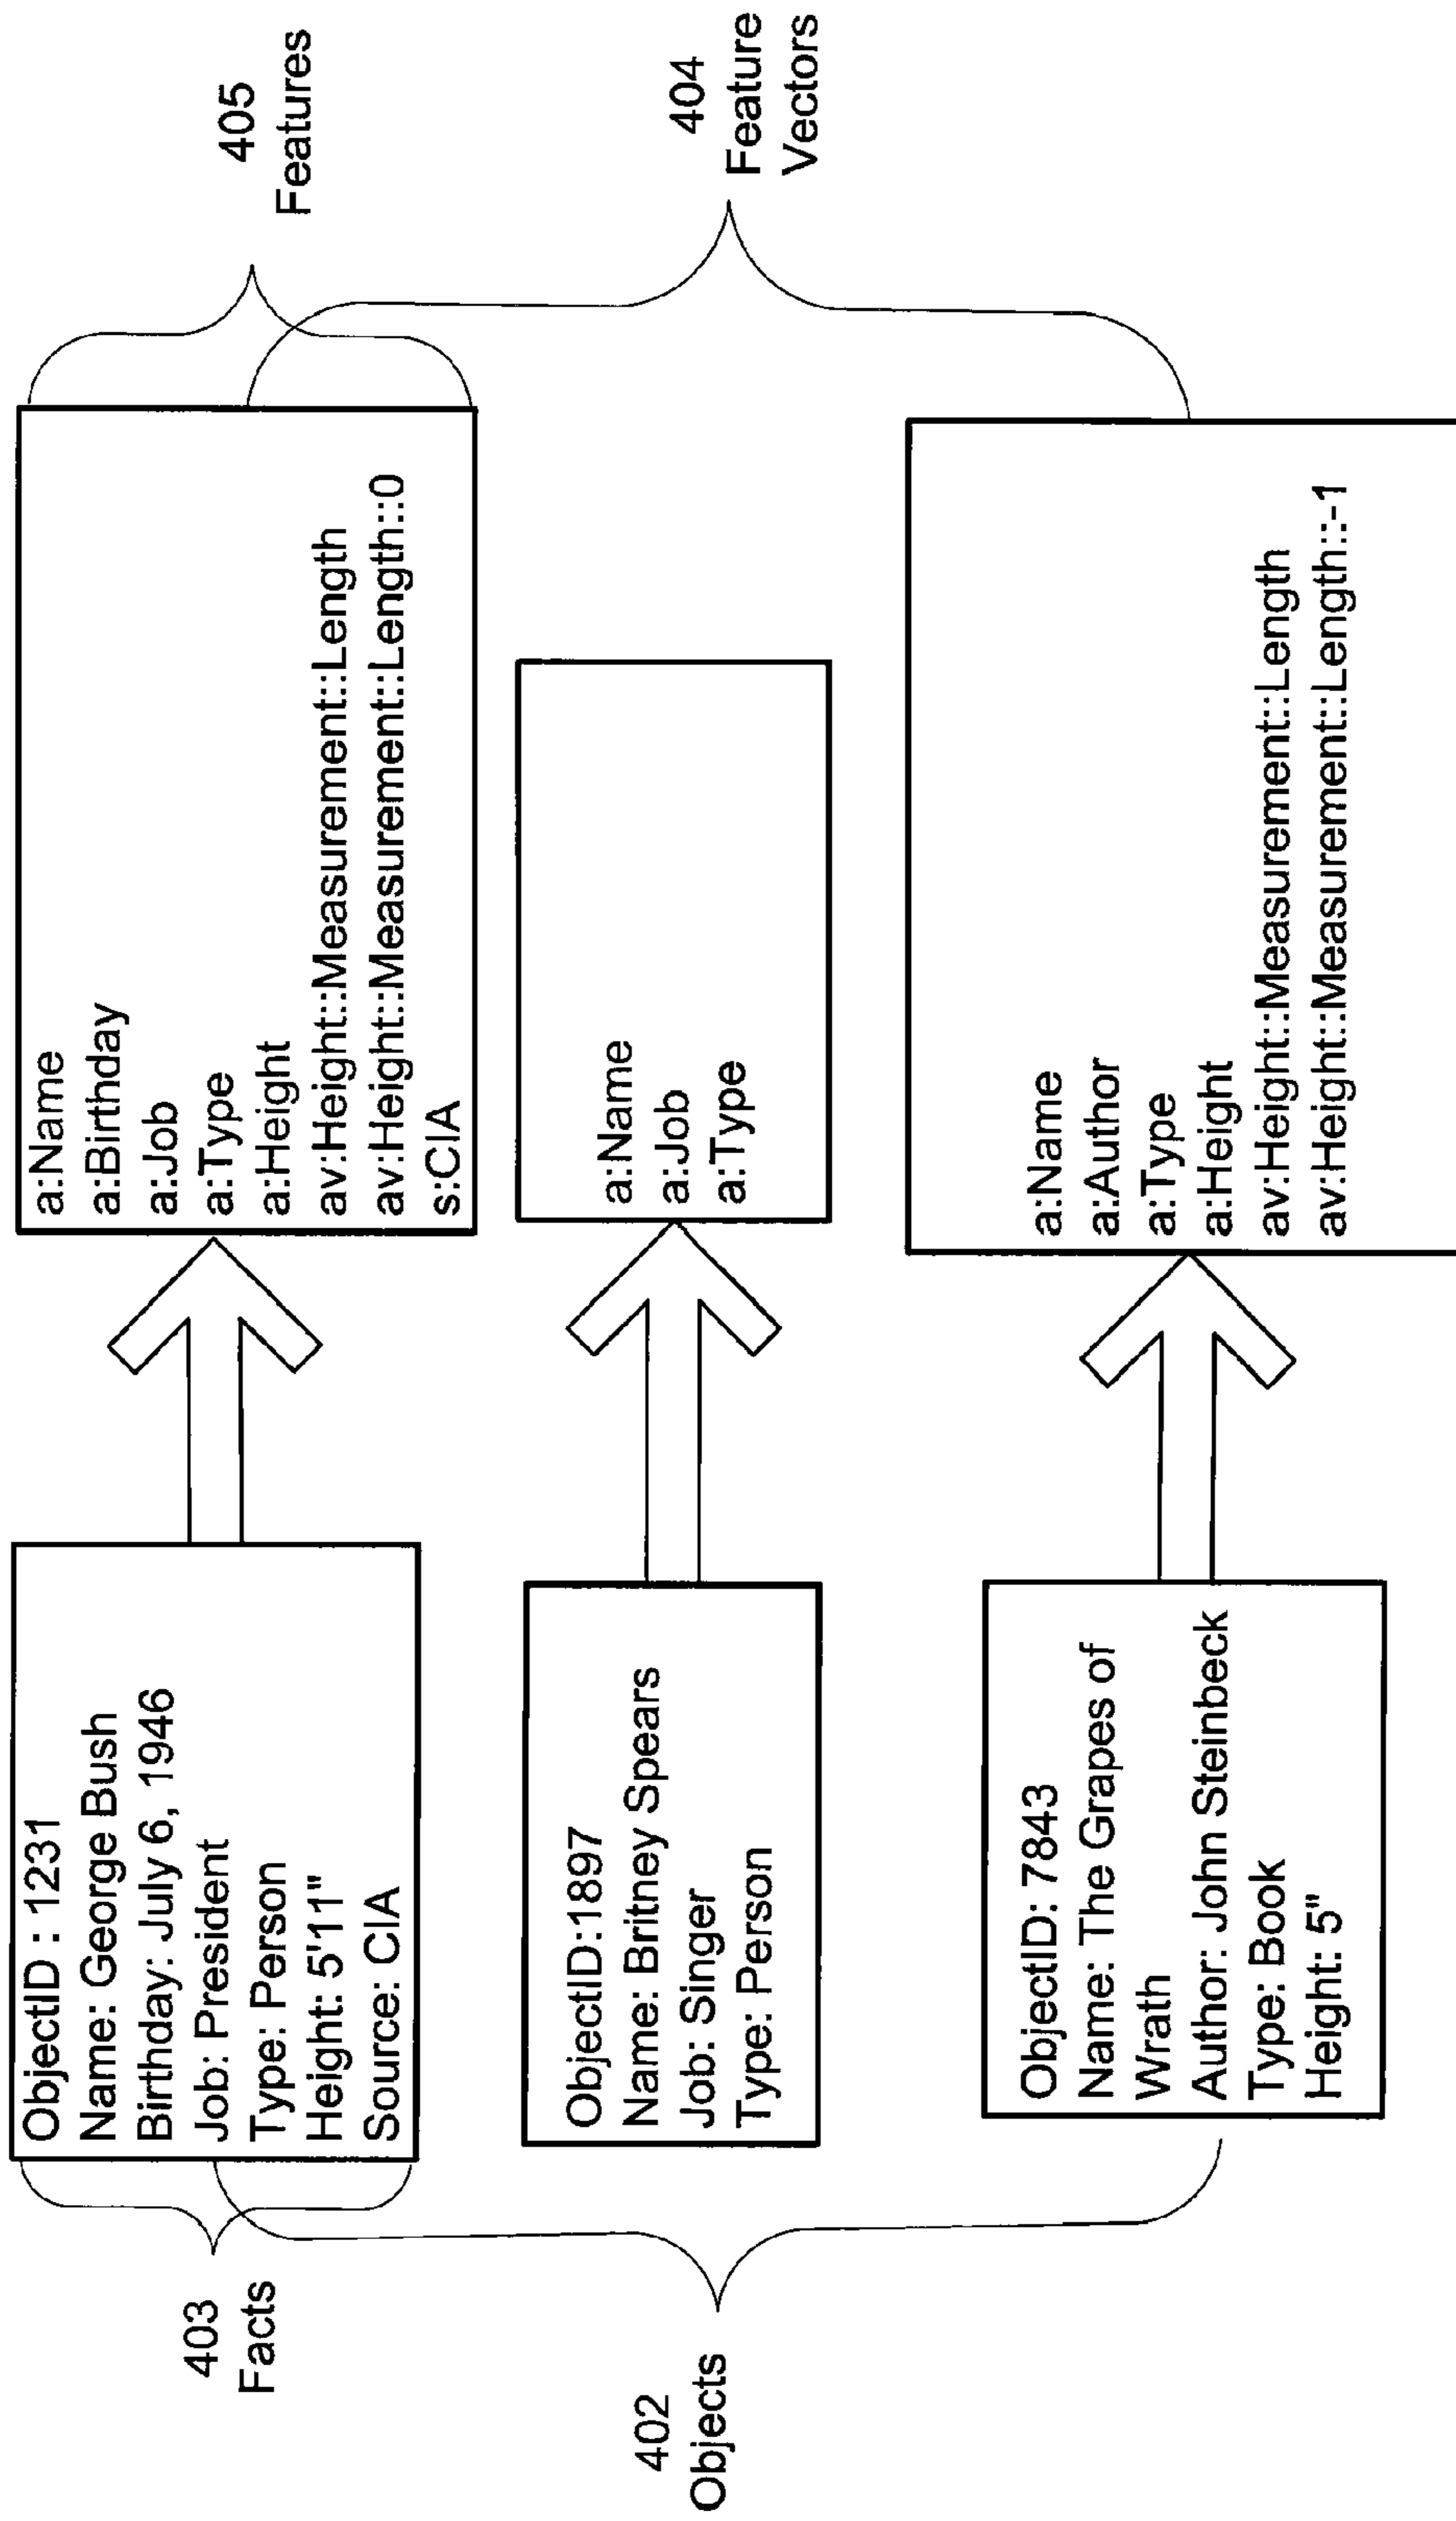 403
Facts
ObjectID : 1231
Name: George Bush
Birthday: July 6, 1946
Job: President
Type: Person
Height: 5'11"
Source: CIA
a:Name
a:Birthday
a:Job
a:Type
a:Height
av:Height::Measurement::Length
av:Height::Measurement::Length::0
s:CIA
405
Features
402
Objects
ObjectID:1897
Name: Britney Spears
Job: Singer
Type: Person
a:Name
a:Job
a:Type
404
Feature
Vectors
ObjectID: 7843
Name: The Grapes of
Wrath
Author: John Steinbeck
Type: Book
Height: 5"
a:Name
a:Author
a:Type
a:Height
av:Height::Measurement::Length
av:Height::Measurement::Length::-1